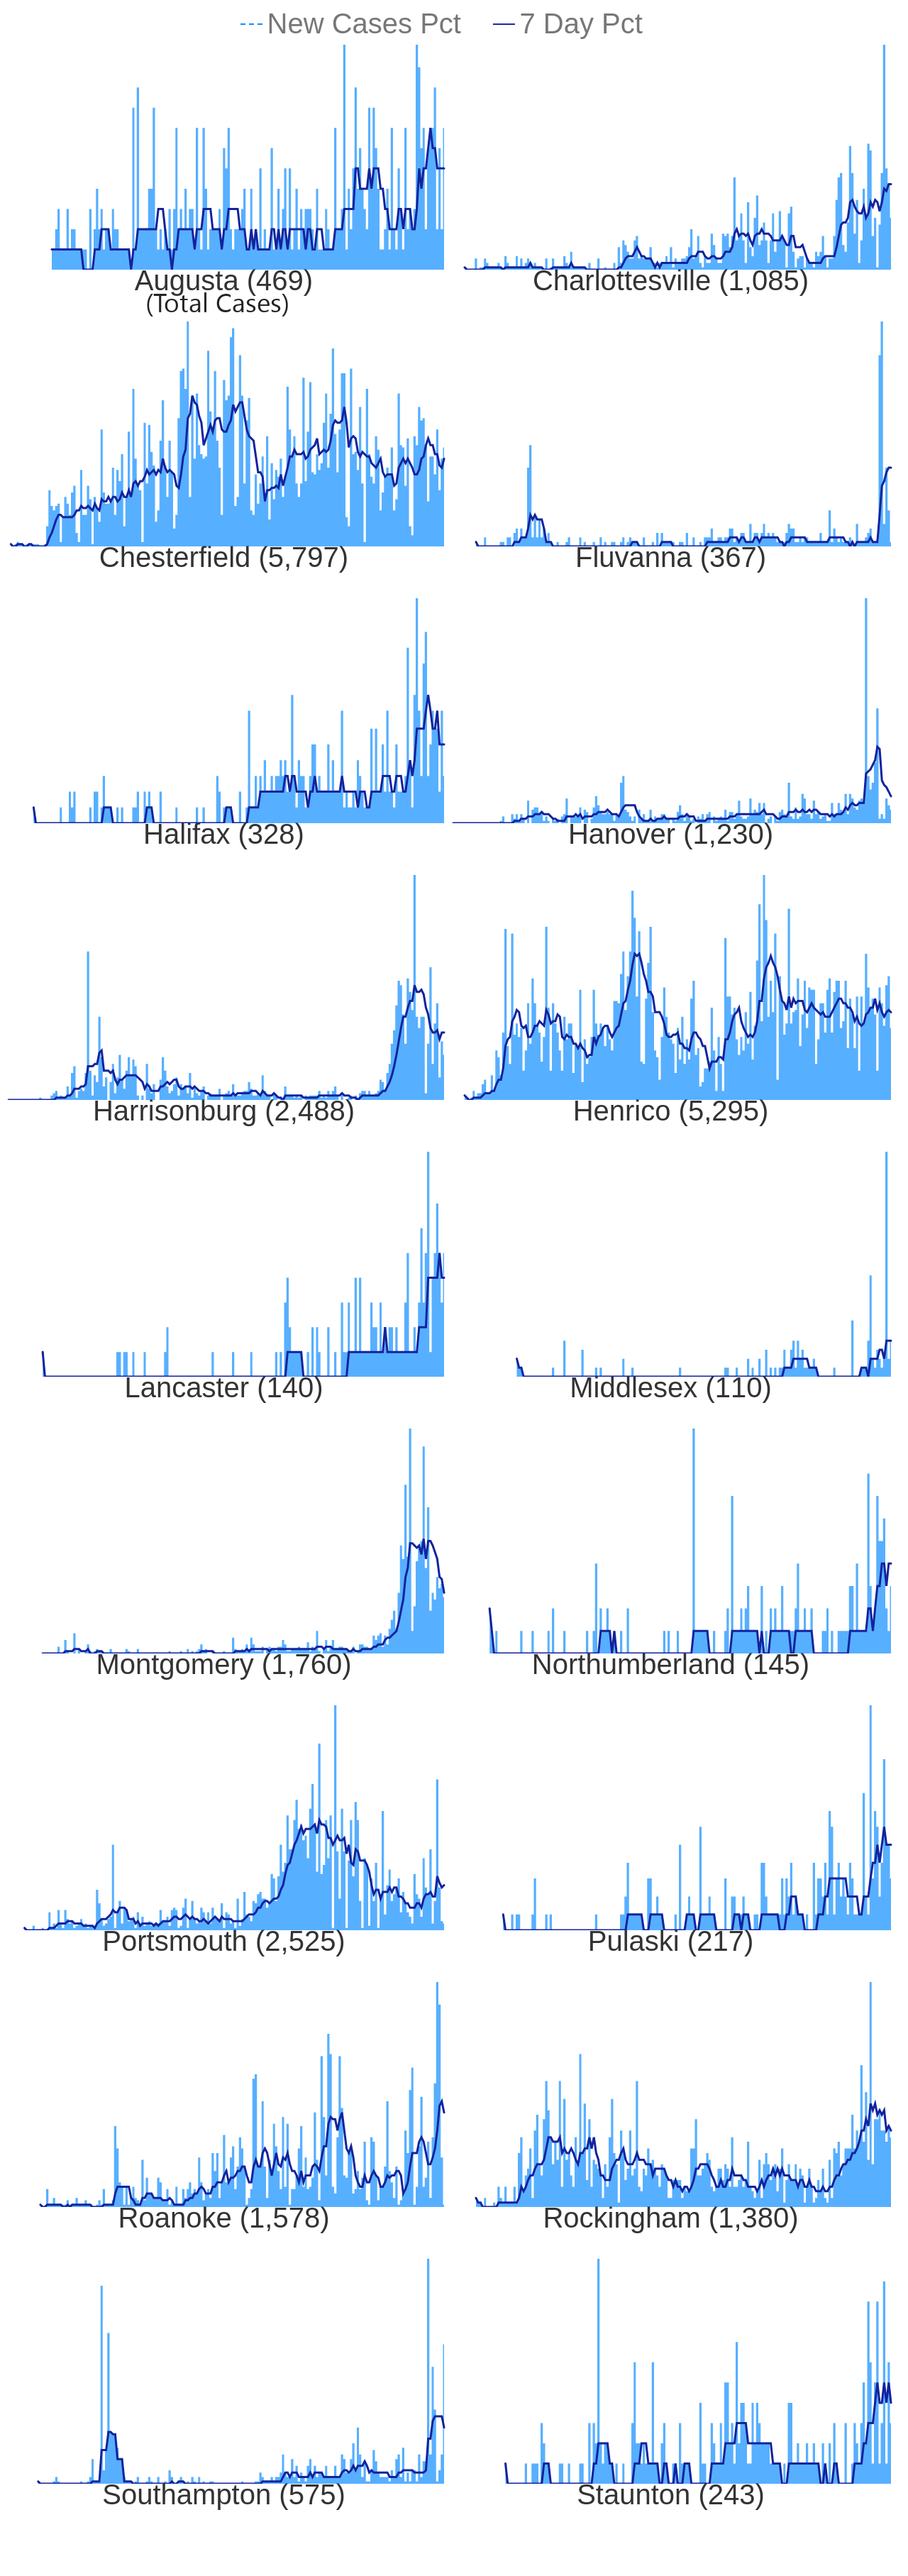 New Cases Pct 7 Day Pct
Augusta (469) Charlottesville (1,085)
(Total Cases)
Chesterfield (5,797) Fluvanna (367)
Halifax (328) Hanover (1,230)
Harrisonburg (2,488) Henrico (5,295)
Lancaster (140) Middlesex (110)
Montgomery (1,760) Northumberland (145)
Portsmouth (2,525) Pulaski (217)
Roanoke (1,578) Rockingham (1,380)
Southampton (575) Staunton (243)